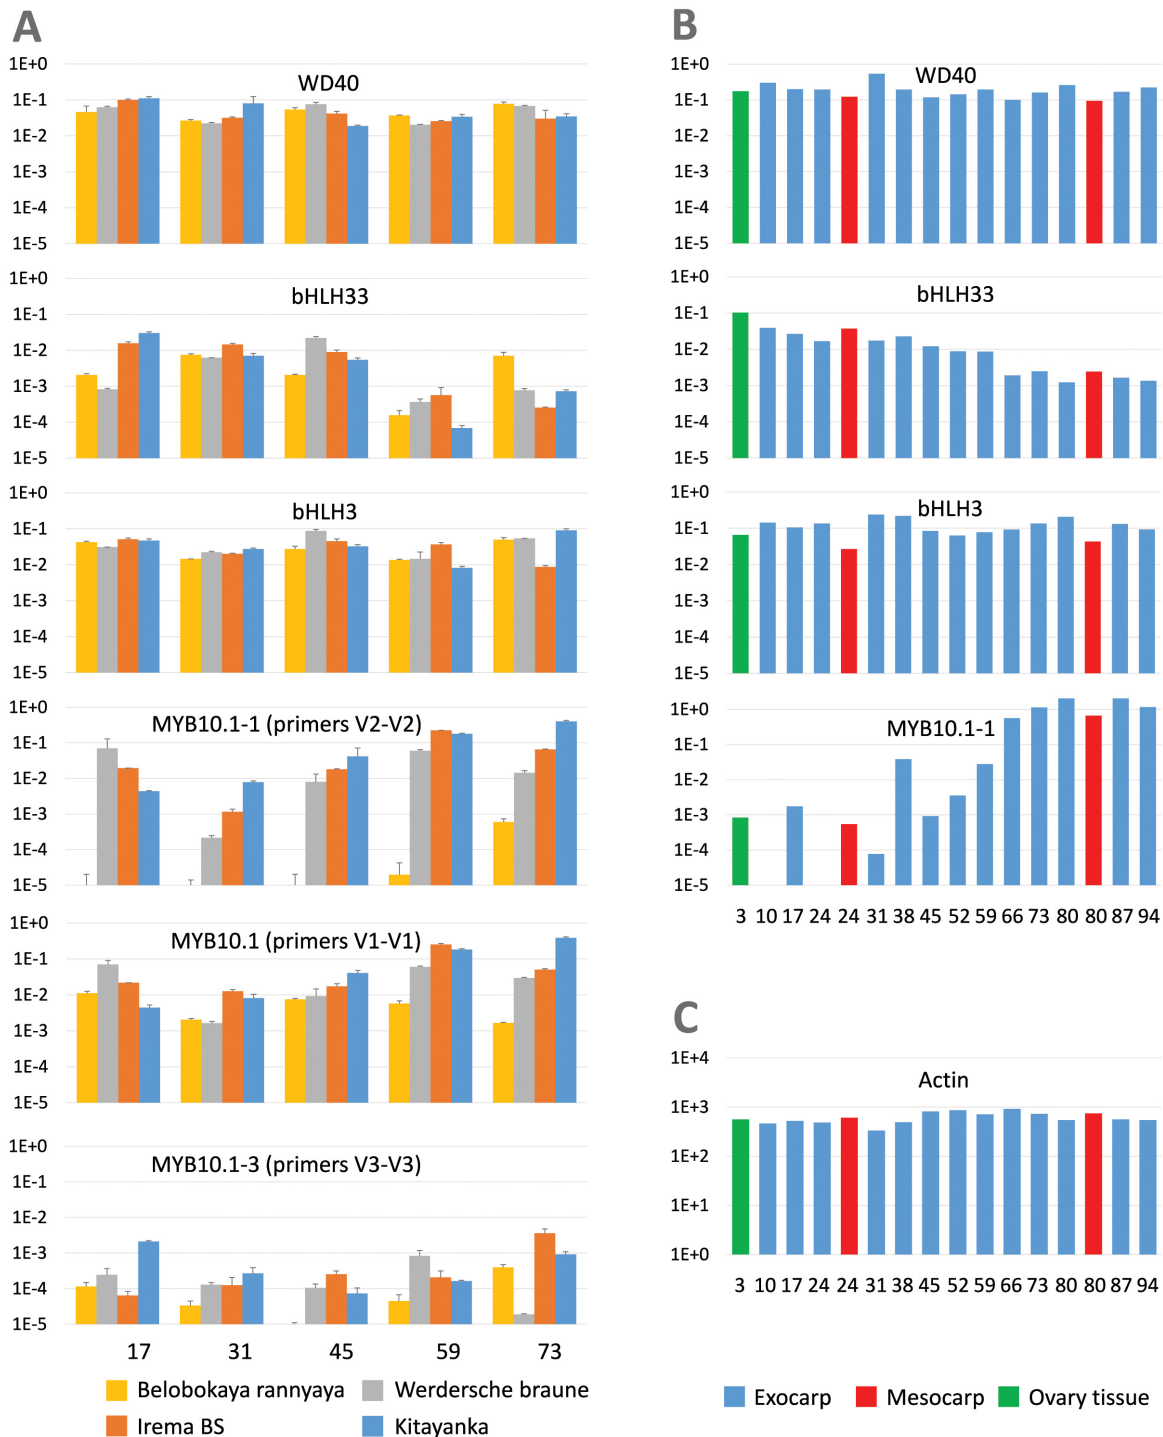 A
1E+0
WD40
1E-1
1E-2
1E-3
1E-4
1E-5
1E+0
bHLH33
1E-1
1E-2
1E-3
1E-4
1E-5
1E+0
bHLH3
1E-1
1E-2
1E-3
1E-4
1E-5
1E+0
MYB10.1-1 (primers V2-V2)
1E-1
1E-2
1E-3
1E-4
1E-5
1E+0
MYB10.1 (primers V1-V1)
1E-1
1E-2
1E-3
1E-4
1E-5
1E+0
MYB10.1-3 (primers V3-V3)
1E-1
1E-2
1E-3
1E-4
1E-5
17 31 45 59 73
Belobokaya rannyaya Werdersche braune
Irema BS Kitayanka
B
1E+0
WD40
1E-1
1E-2
1E-3
1E-4
1E-5
1E+0
bHLH33
1E-1
1E-2
1E-3
1E-4
1E-5
1E+0
bHLH3
1E-1
1E-2
1E-3
1E-4
1E-5
1E+0
MYB10.1-1
1E-1
1E-2
1E-3
1E-4
1E-5
3 10 17 24 24 31 38 45 52 59 66 73 80 80 87 94
C
1E+4
Actin
1E+3
1E+2
1E+1
1E+0
3 10 17 24 24 31 38 45 52 59 66 73 80 80 87 94
Exocarp Mesocarp Ovary tissue